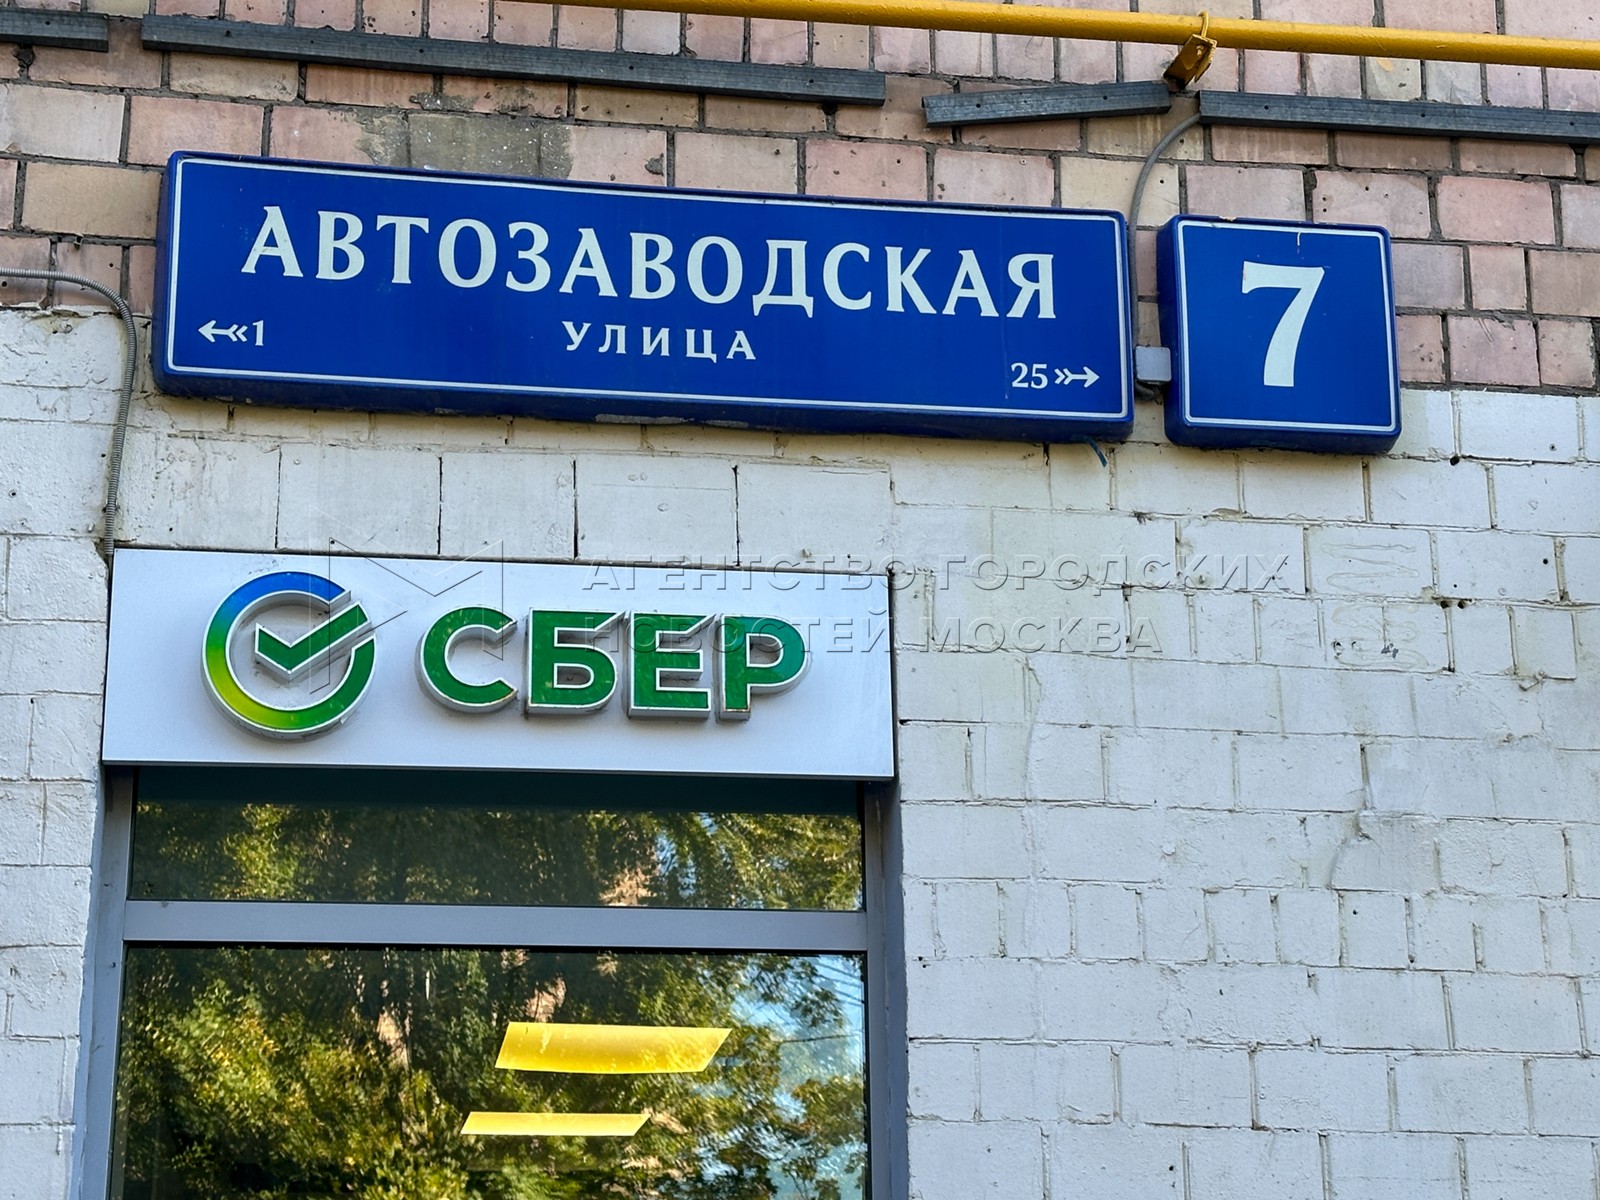 АВТОЗАВОДСКАЯ
УЛИЦА
1
25
7
СБЕР
АГЕНТСТВО ГОРОДСКИХ
НОВОСТЕЙ МОСКВА